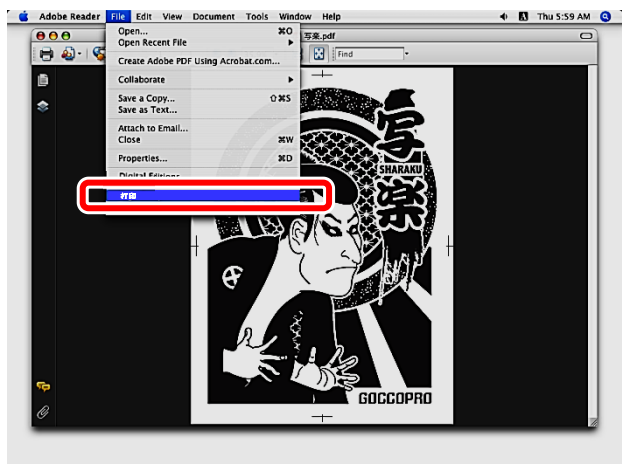 Adobe Reader File Edit View Document Tools Window Help Thu 5:59 AM
写楽.pdf
Open... ⌘O
Open Recent File
Create Adobe PDF Using Acrobat.com...
Find
Collaborate
Save a Copy... ⇧⌘S
Save as Text...
Attach to Email...
Close ⌘W
Properties... ⌘D
Digital Editions
打印
写
SHARAKU
楽
GOCCOPRO